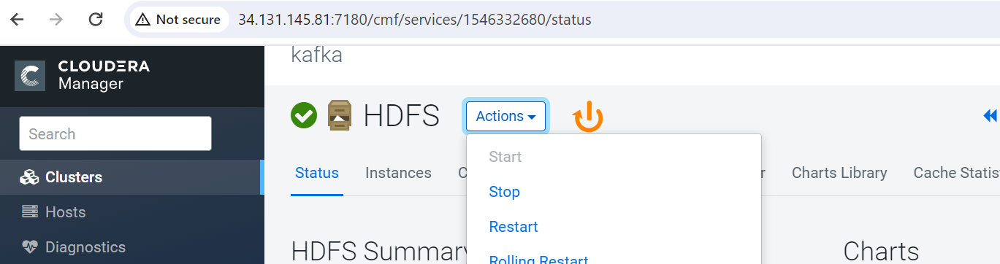 Not secure 34.131.145.81:7180/cmf/services/1546332680/status
CLOUDERA
Manager
kafka
HDFS Actions
Search
Start
Clusters
Status Instances C r Charts Library Cache Statis
Stop
Hosts
Restart
Diagnostics
HDFS Summary Charts
Rolling Restart